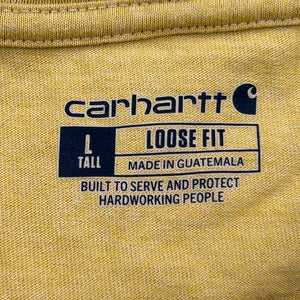 carhartt
L TALL LOOSE FIT
MADE IN GUATEMALA
BUILT TO SERVE AND PROTECT
HARDWORKING PEOPLE